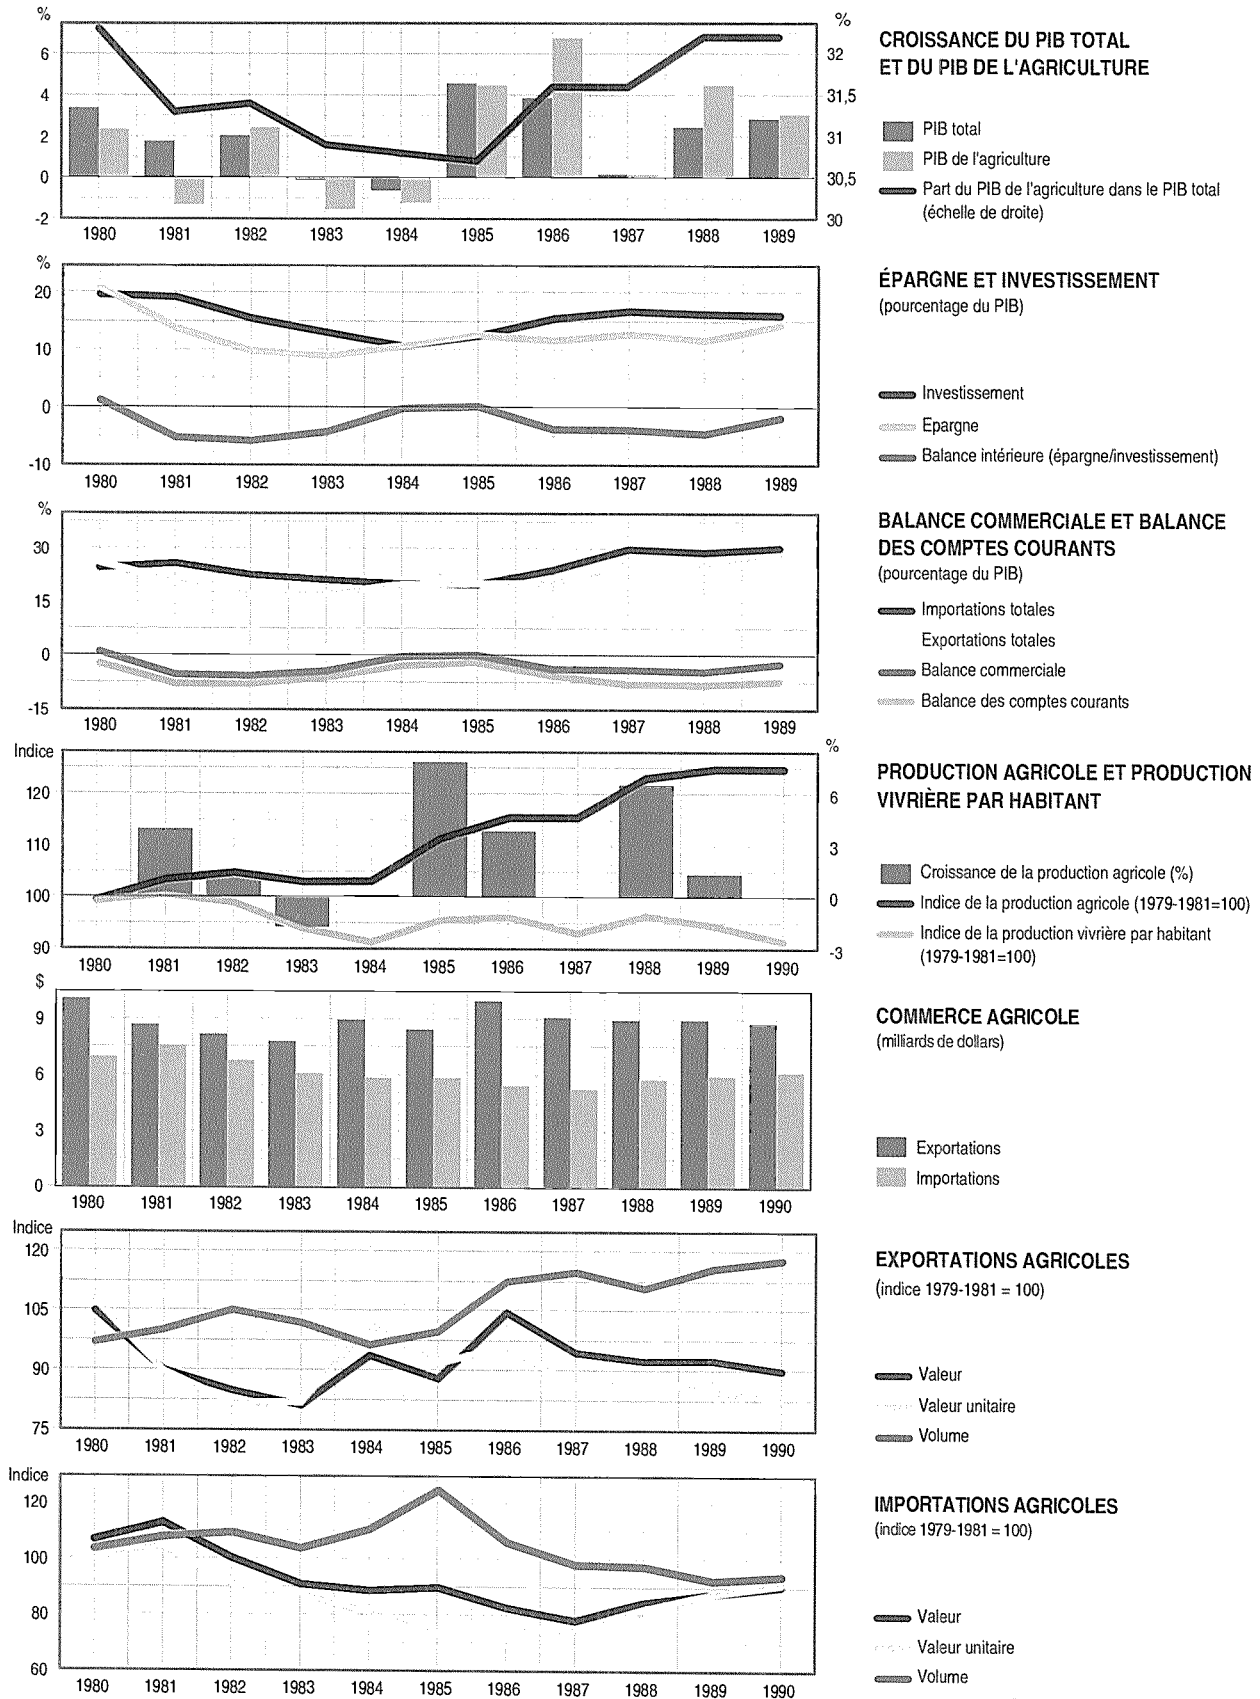 %
%
6
4
2
0
-2
32
31,5
31
30,5
30
1980 1981 1982 1983 1984 1985 1986 1987 1988 1989
CROISSANCE DU PIB TOTAL
ET DU PIB DE L'AGRICULTURE
PIB total
PIB de l'agriculture
Part du PIB de l'agriculture dans le PIB total
(échelle de droite)
%
20
10
0
-10
1980 1981 1982 1983 1984 1985 1986 1987 1988 1989
ÉPARGNE ET INVESTISSEMENT
(pourcentage du PIB)
Investissement
Epargne
Balance intérieure (épargne/investissement)
%
30
15
0
-15
1980 1981 1982 1983 1984 1985 1986 1987 1988 1989
BALANCE COMMERCIALE ET BALANCE
DES COMPTES COURANTS
(pourcentage du PIB)
Importations totales
Exportations totales
Balance commerciale
Balance des comptes courants
Indice
%
120
110
100
90
6
3
0
-3
1980 1981 1982 1983 1984 1985 1986 1987 1988 1989 1990
PRODUCTION AGRICOLE ET PRODUCTION
VIVRIÈRE PAR HABITANT
Croissance de la production agricole (%)
Indice de la production agricole (1979-1981=100)
Indice de la production vivrière par habitant
(1979-1981=100)
$
9
6
3
0
1980 1981 1982 1983 1984 1985 1986 1987 1988 1989 1990
COMMERCE AGRICOLE
(milliards de dollars)
Exportations
Importations
Indice
120
105
90
75
1980 1981 1982 1983 1984 1985 1986 1987 1988 1989 1990
EXPORTATIONS AGRICOLES
(indice 1979-1981 = 100)
Valeur
Valeur unitaire
Volume
Indice
120
100
80
60
1980 1981 1982 1983 1984 1985 1986 1987 1988 1989 1990
IMPORTATIONS AGRICOLES
(indice 1979-1981 = 100)
Valeur
Valeur unitaire
Volume